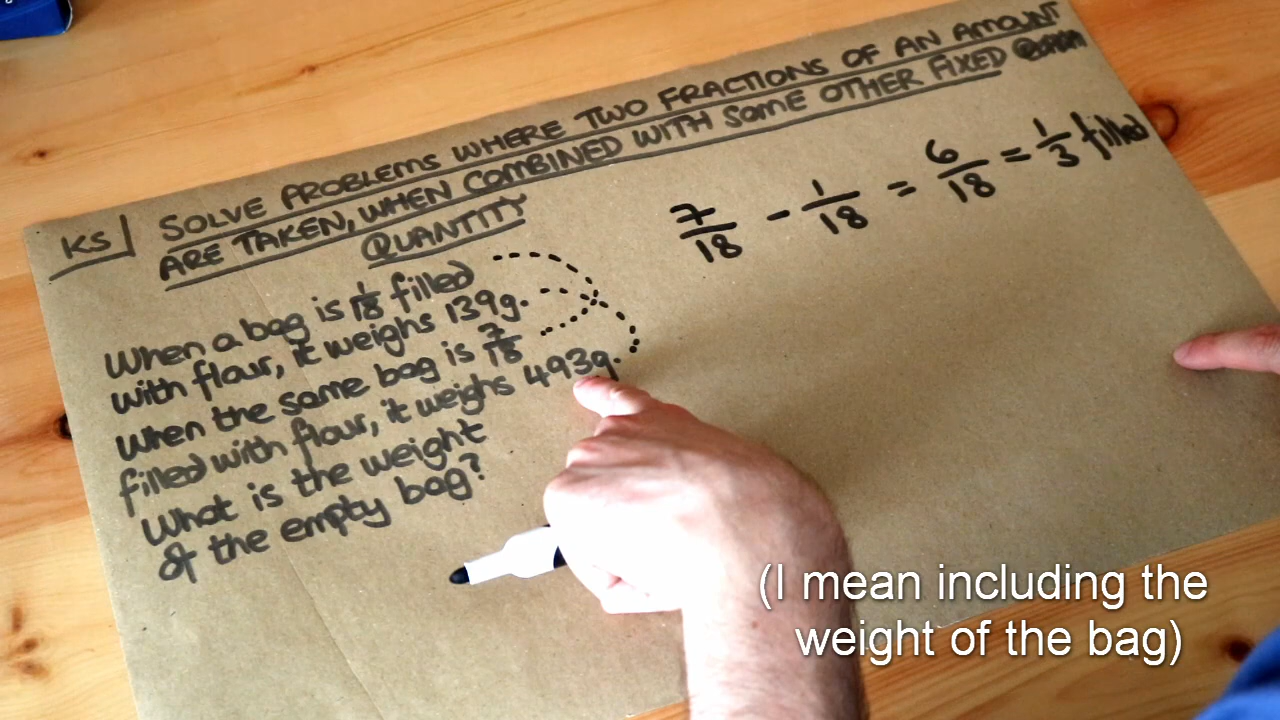 KS1 SOLVE PROBLEMS WHERE TWO FRACTIONS OF AN AMOUNT
ARE TAKEN, WHEN COMBINED WITH SOME OTHER FIXED
QUANTITY
When a bag is 1/18 filled
with flour, it weighs 139g.
When the same bag is 7/18
filled with flour, it weighs 493g.
What is the weight
of the empty bag?
7/18 - 1/18 = 6/18 = 1/3 filled
(I mean including the
weight of the bag)